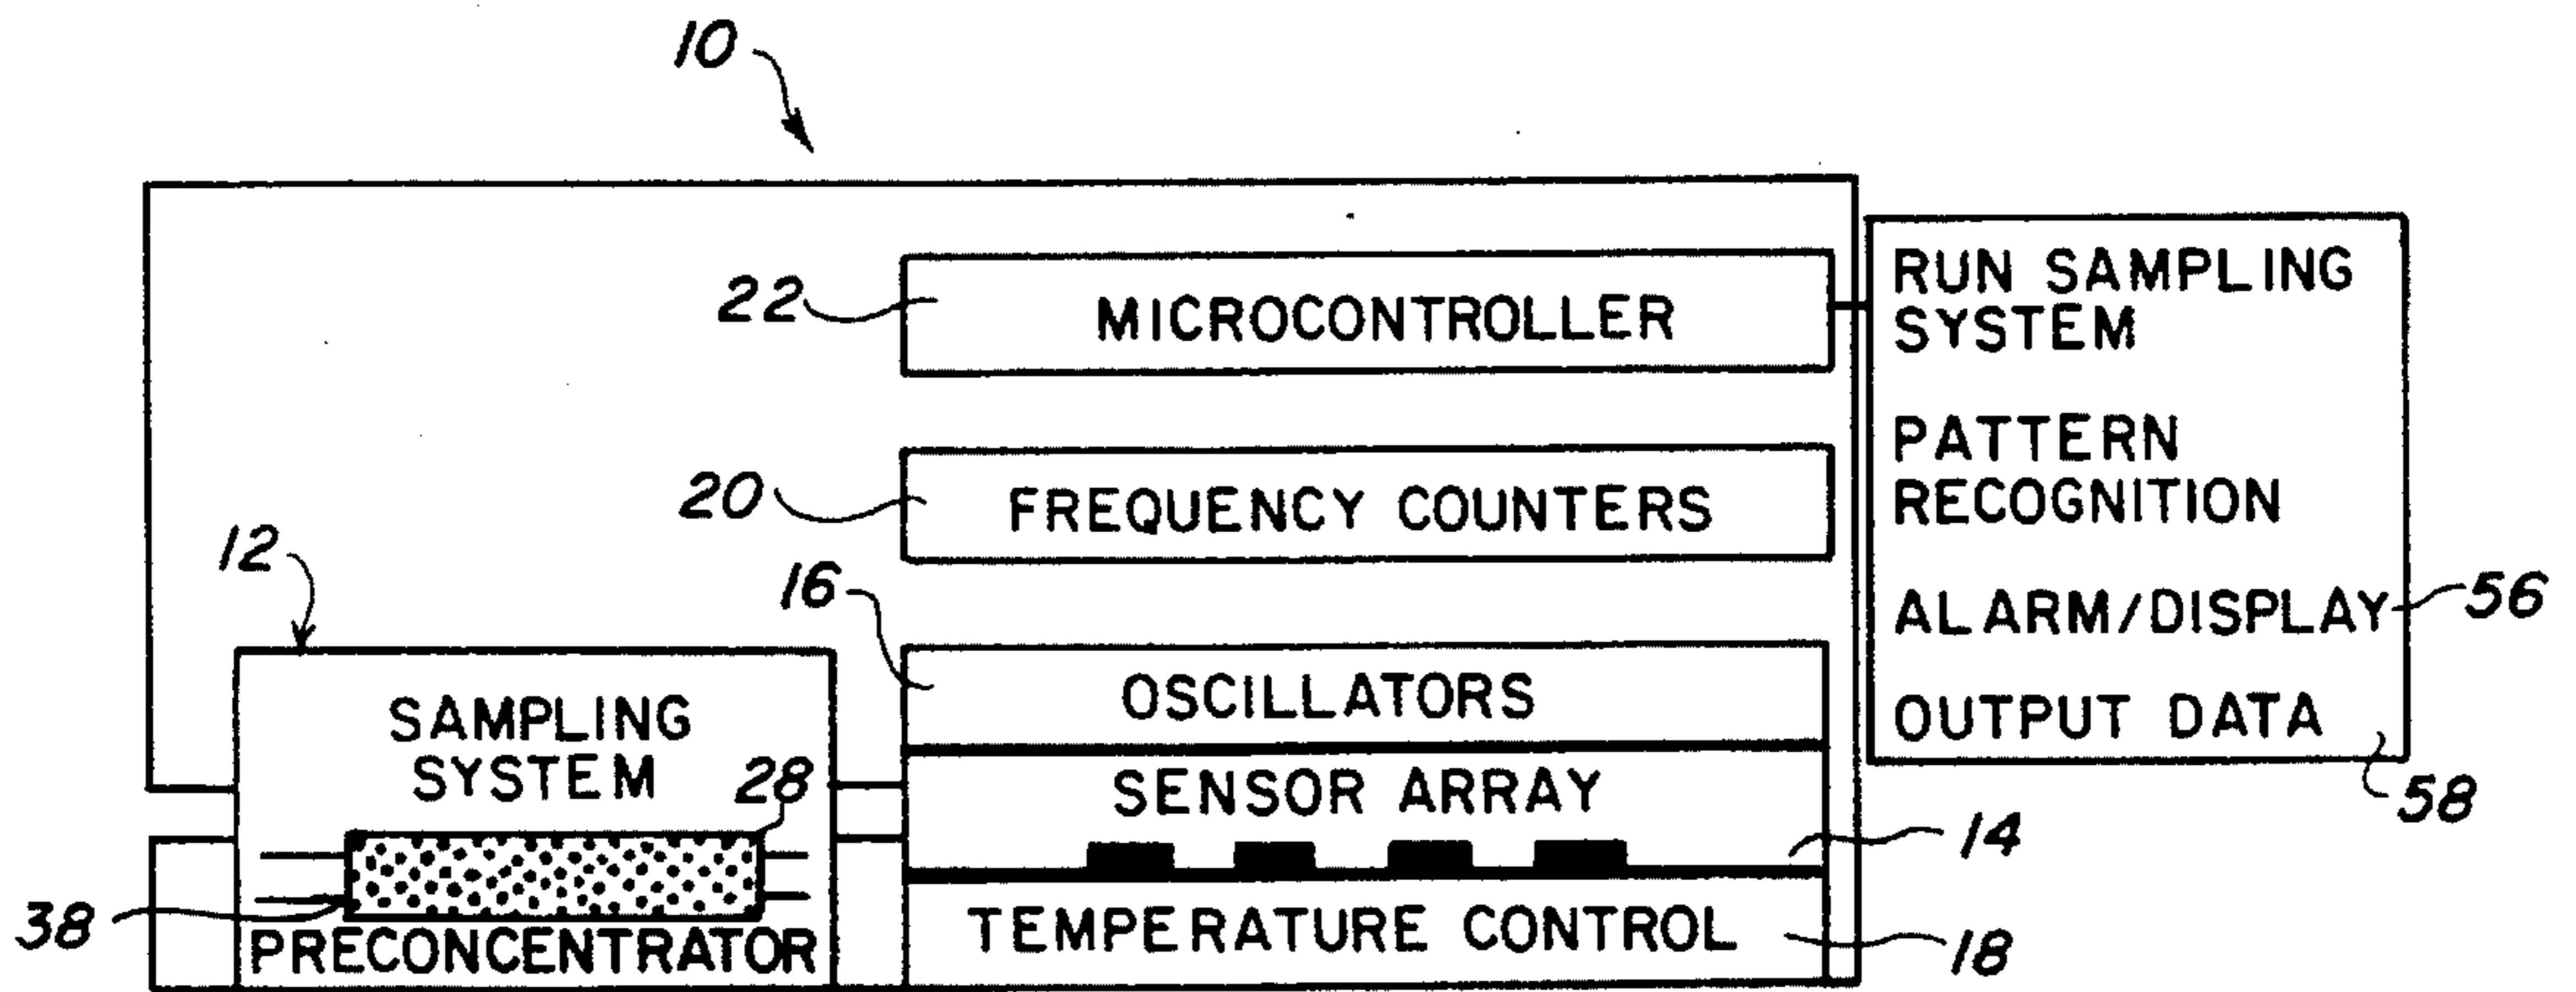 10
22
MICROCONTROLLER
RUN SAMPLING
SYSTEM
20
FREQUENCY COUNTERS
PATTERN
RECOGNITION
12
16
OSCILLATORS
ALARM/DISPLAY
56
SAMPLING
SYSTEM
28
SENSOR ARRAY
OUTPUT DATA
58
14
38
PRECONCENTRATOR
TEMPERATURE CONTROL
18